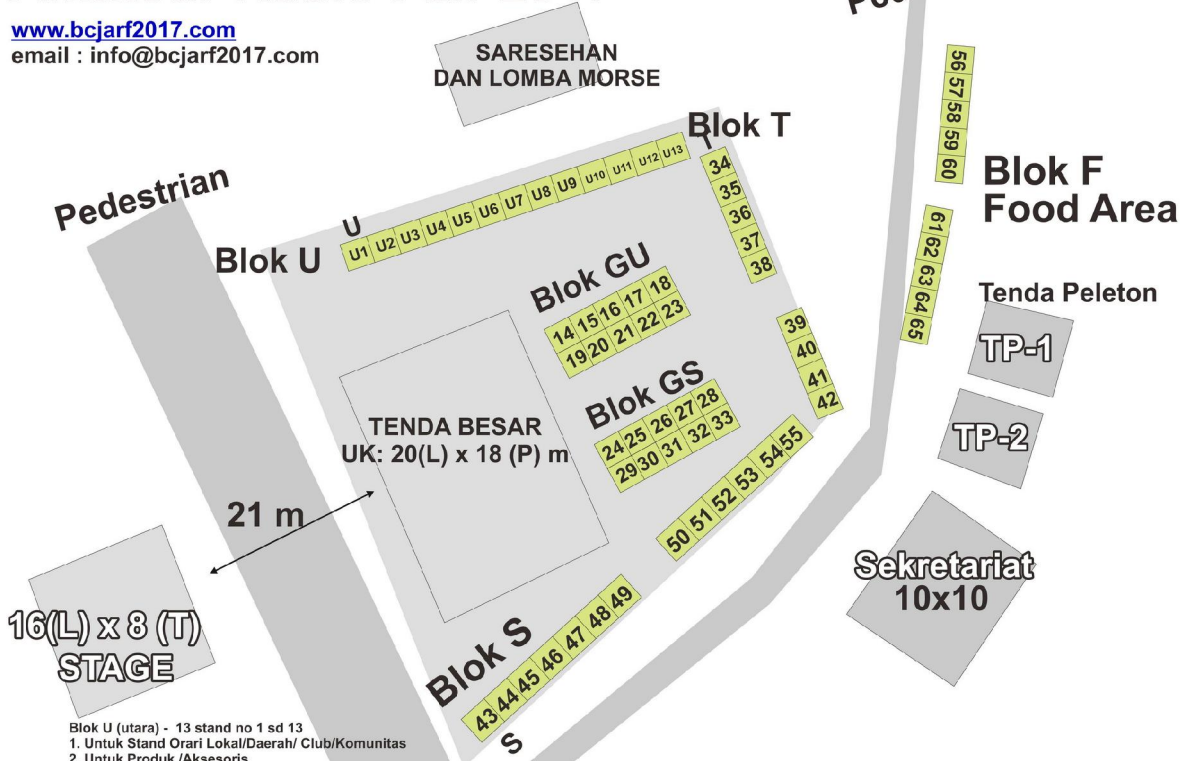 www.bcjarf2017.com
email : info@bcjarf2017.com
SARESEHAN
DAN LOMBA MORSE
Pedestrian
Blok T
T
34
35
36
37
38
39
40
41
42
Blok U
U
U1 U2 U3 U4 U5 U6 U7 U8 U9 U10 U11 U12 U13
56 57 58 59 60
61 62 63 64 65
Blok F
Food Area
Blok GU
14 15 16 17 18
19 20 21 22 23
Blok GS
24 25 26 27 28
29 30 31 32 33
Tenda Peleton
TP-1
TP-2
TENDA BESAR
UK: 20(L) x 18 (P) m
21 m
50 51 52 53 54 55
Sekretariat
10x10
16(L) x 8 (T)
STAGE
Blok S
43 44 45 46 47 48 49
S
Blok U (utara) - 13 stand no 1 sd 13
1. Untuk Stand Orari Lokal/Daerah/ Club/Komunitas
2. Untuk Produk /Aksesoris